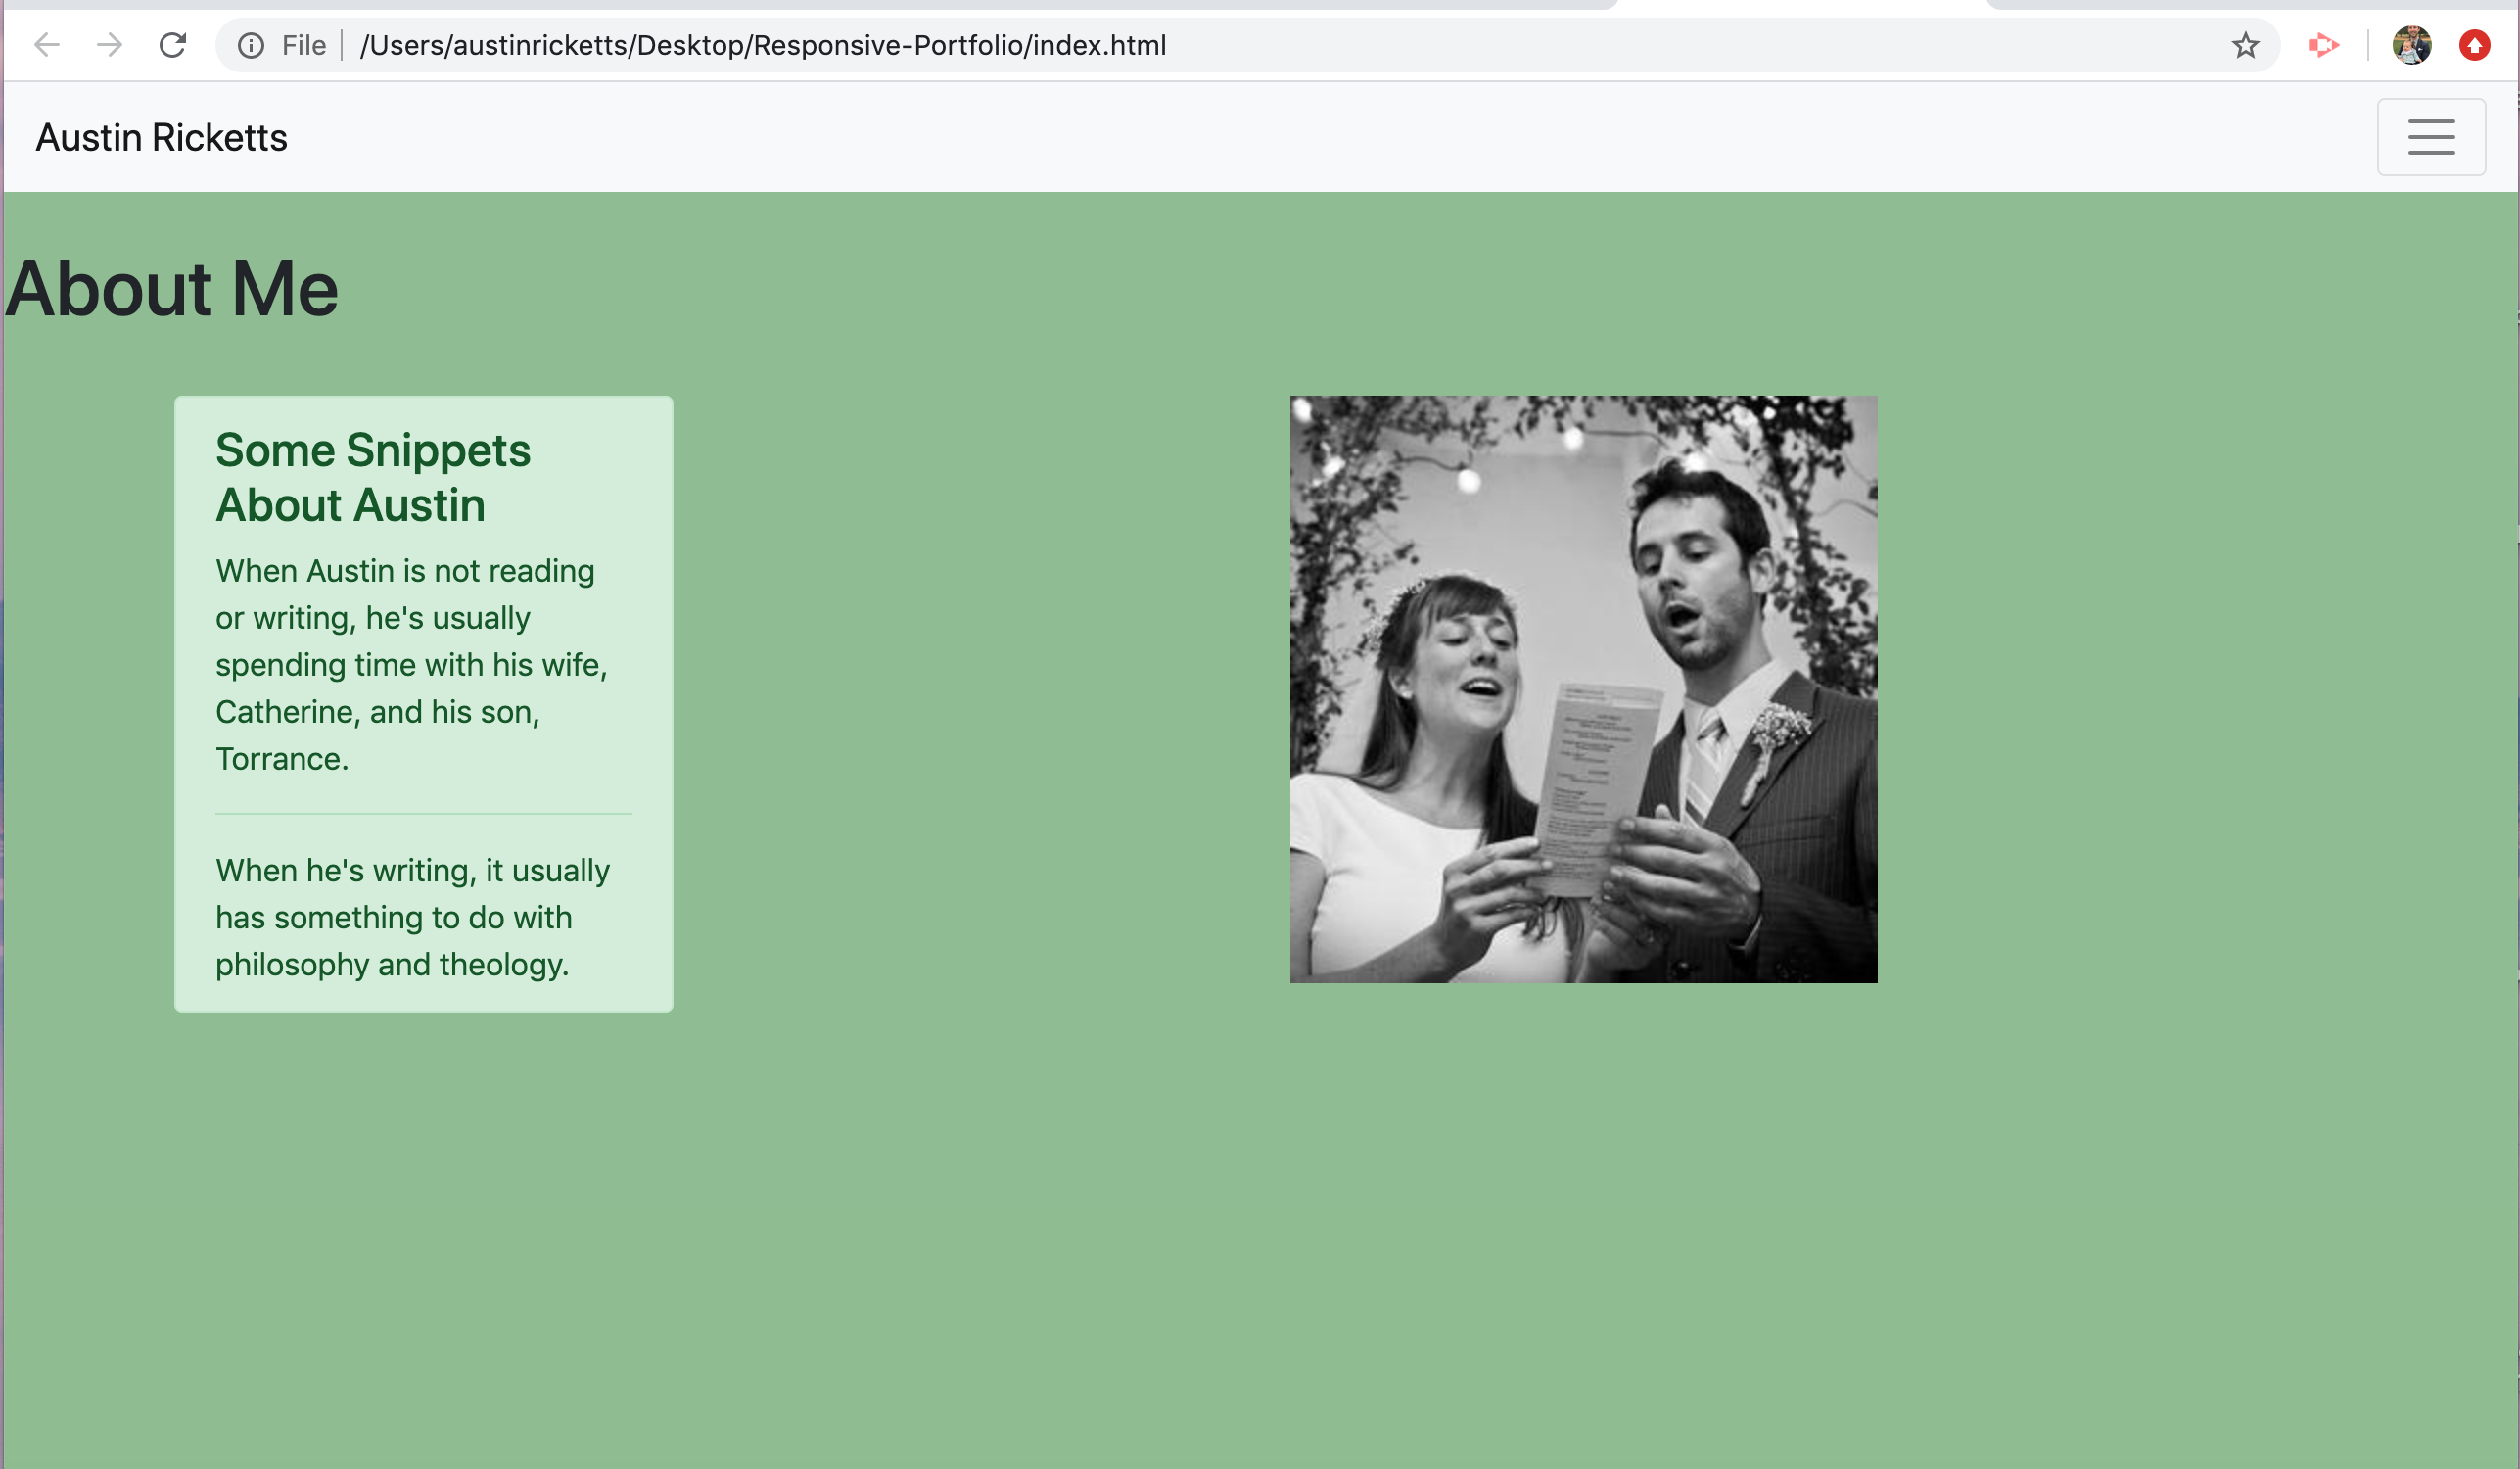 File /Users/austinricketts/Desktop/Responsive-Portfolio/index.html
Austin Ricketts
About Me
Some Snippets
About Austin
When Austin is not reading
or writing, he's usually
spending time with his wife,
Catherine, and his son,
Torrance.
When he's writing, it usually
has something to do with
philosophy and theology.